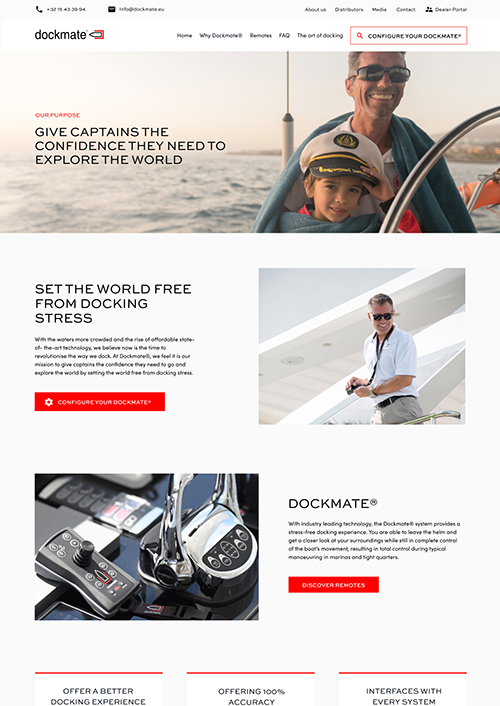 +32 15 43 39 94
info@dockmate.eu
About us
Distributors
Media
Contact
Dealer Portal
dockmate®
Home
Why Dockmate®
Remotes
FAQ
The art of docking
CONFIGURE YOUR DOCKMATE®
OUR PURPOSE
GIVE CAPTAINS THE
CONFIDENCE THEY NEED TO
EXPLORE THE WORLD
SET THE WORLD FREE
FROM DOCKING
STRESS
With the waters more crowded and the rise of affordable state-
of- the-art technology, we believe now is the time to
revolutionise the way we dock. At Dockmate®, we feel it is our
mission to give captains the confidence they need to go and
explore the world by setting the world free from docking stress.
CONFIGURE YOUR DOCKMATE®
DOCKMATE®
With industry leading technology, the Dockmate® system provides a
stress-free docking experience. You are able to leave the helm and
get a closer look at your surroundings while still in complete control
of the boat's movement, resulting in total control during typical
manoeuvring in marinas and tight quarters.
DISCOVER REMOTES
OFFER A BETTER
DOCKING EXPERIENCE
OFFERING 100%
ACCURACY
INTERFACES WITH
EVERY SYSTEM